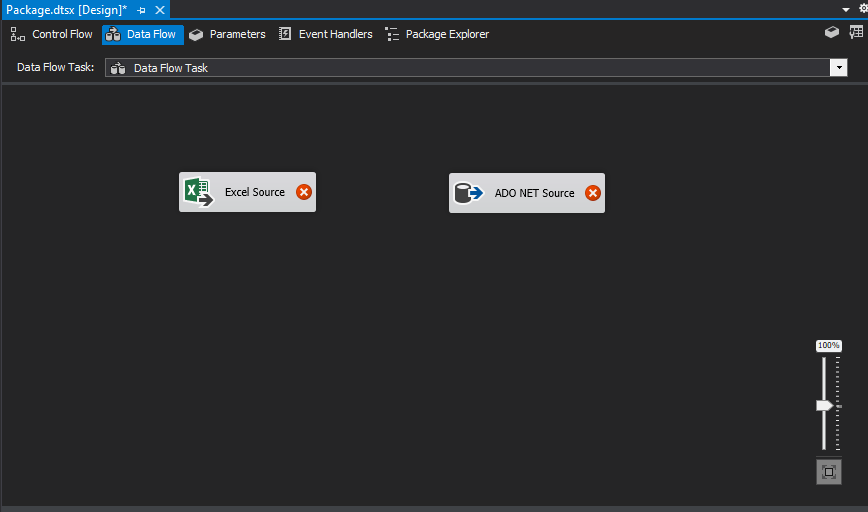 Package.dtsx [Design]*
Control Flow Data Flow Parameters Event Handlers Package Explorer
Data Flow Task: Data Flow Task
Excel Source ADO NET Source
100%